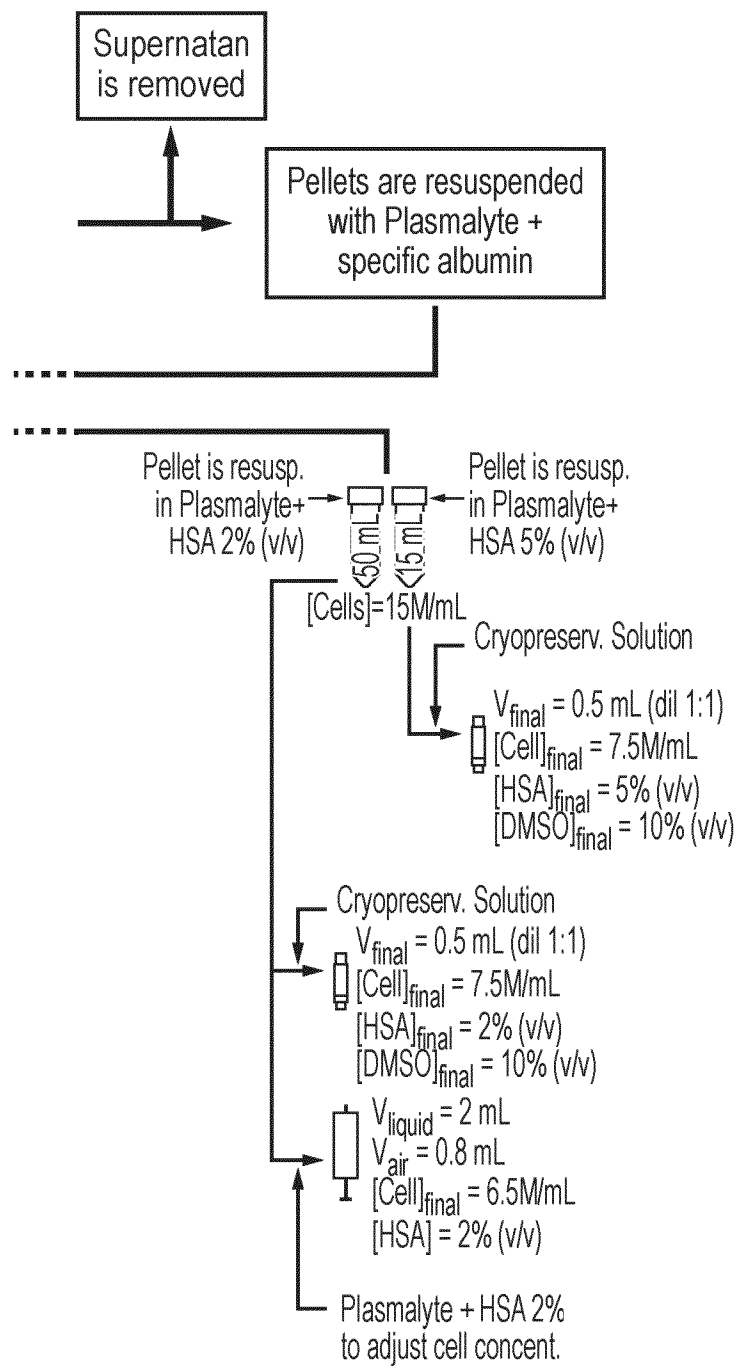 Supernatan
is removed
Pellets are resuspended
with Plasmalyte +
specific albumin
Pellet is resusp.
in Plasmalyte+
HSA 2% (v/v)
Pellet is resusp.
in Plasmalyte+
HSA 5% (v/v)
50 mL
15 mL
[Cells]=15M/mL
Cryopreserv. Solution
Vfinal = 0.5 mL (dil 1:1)
[Cell]final = 7.5M/mL
[HSA]final = 5% (v/v)
[DMSO]final = 10% (v/v)
Cryopreserv. Solution
Vfinal = 0.5 mL (dil 1:1)
[Cell]final = 7.5M/mL
[HSA]final = 2% (v/v)
[DMSO]final = 10% (v/v)
Vliquid = 2 mL
Vair = 0.8 mL
[Cell]final = 6.5M/mL
[HSA] = 2% (v/v)
Plasmalyte + HSA 2%
to adjust cell concent.